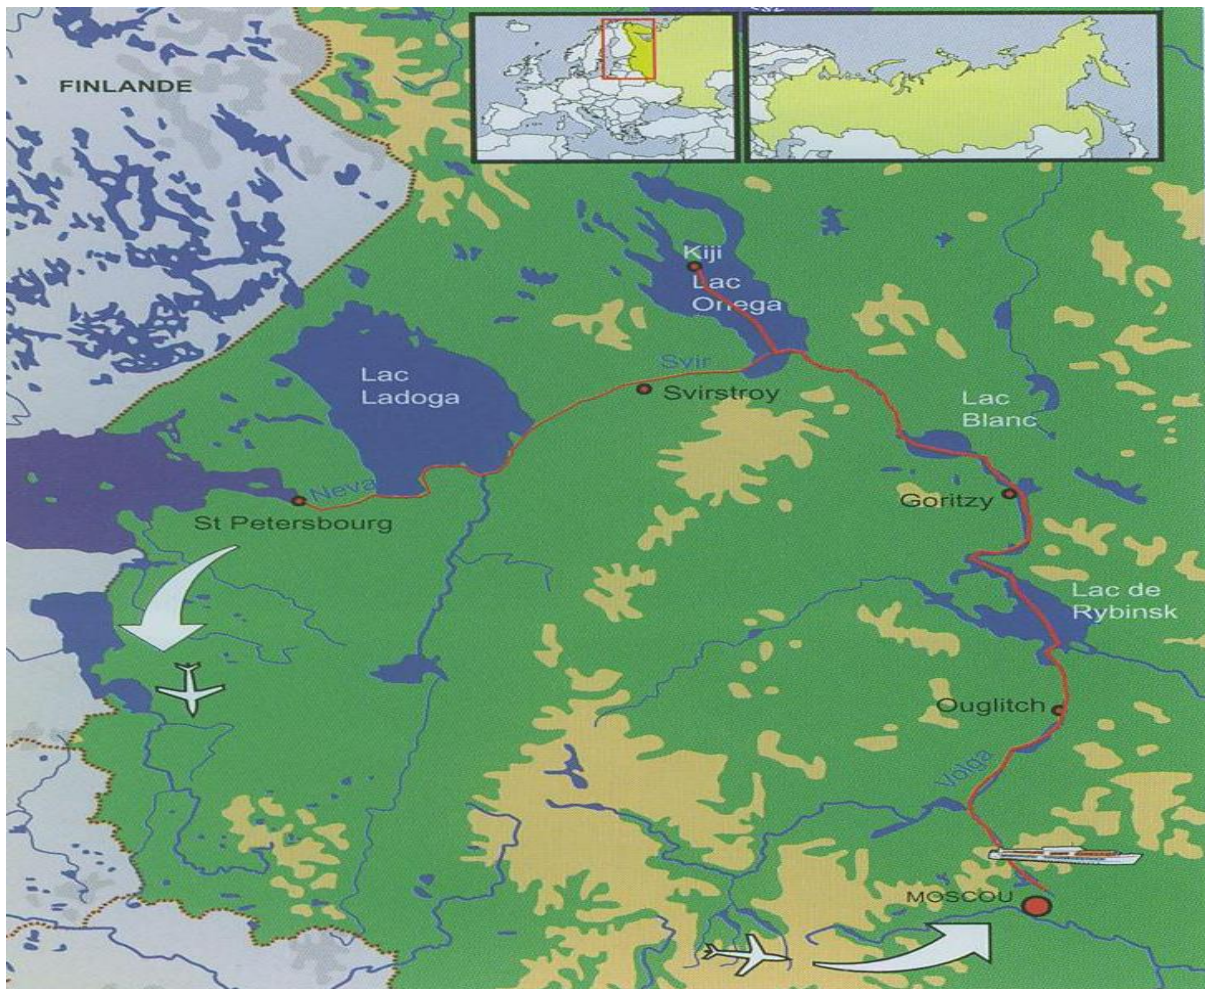 FINLANDE
Kiji
Lac
Onega
Svir
Svirstroy
Lac
Ladoga
Lac
Blanc
Neva
St Petersbourg
Goritzy
Lac de
Rybinsk
Ouglitch
Volga
MOSCOU